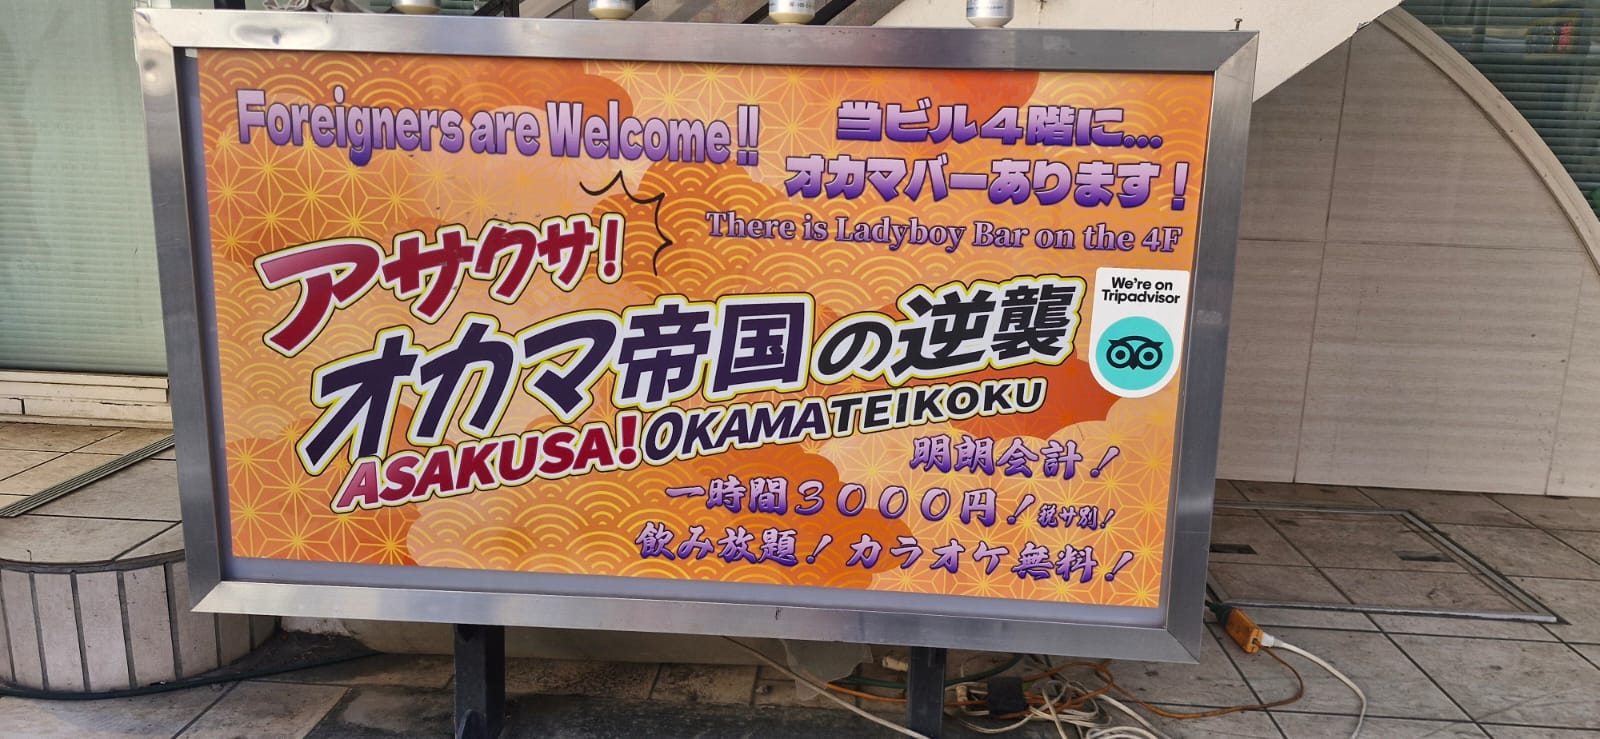 Foreigners are Welcome!!
当ビル4階に...
オカマバーあります!
There is Ladyboy Bar on the 4F
アサクサ!
オカマ帝国の逆襲
ASAKUSA! OKAMATEIKOKU
We're on
Tripadvisor
明朗会計!
一時間3000円!税サ別!
飲み放題!カラオケ無料!